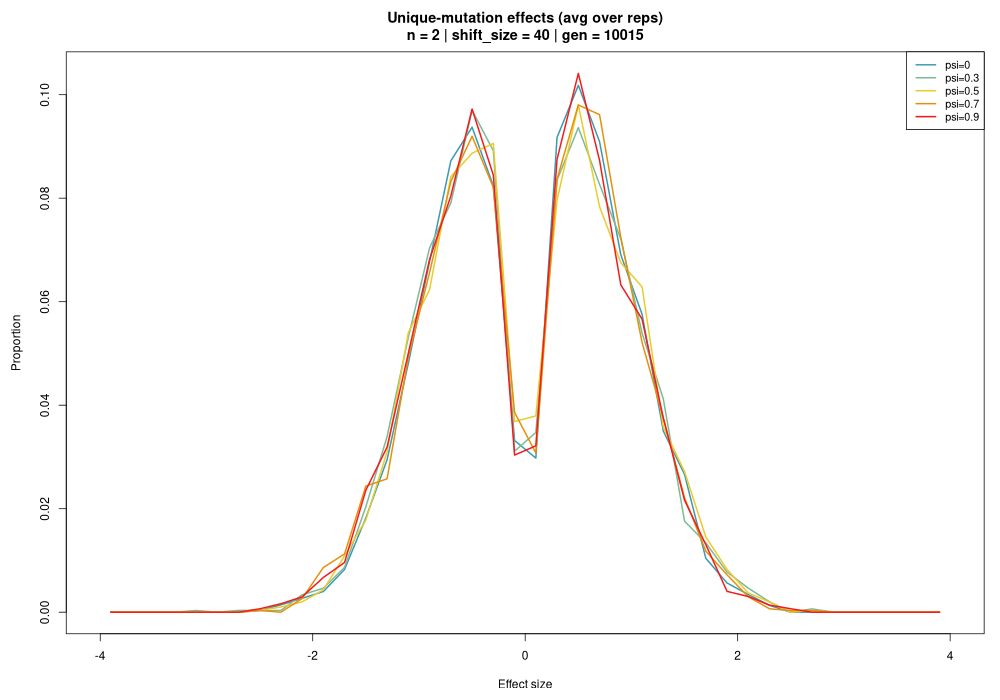 Unique-mutation effects (avg over reps)
n = 2 | shift_size = 40 | gen = 10015
psi=0
psi=0.3
psi=0.5
psi=0.7
psi=0.9
Proportion
0.10
0.08
0.06
0.04
0.02
0.00
-4 -2 0 2 4
Effect size